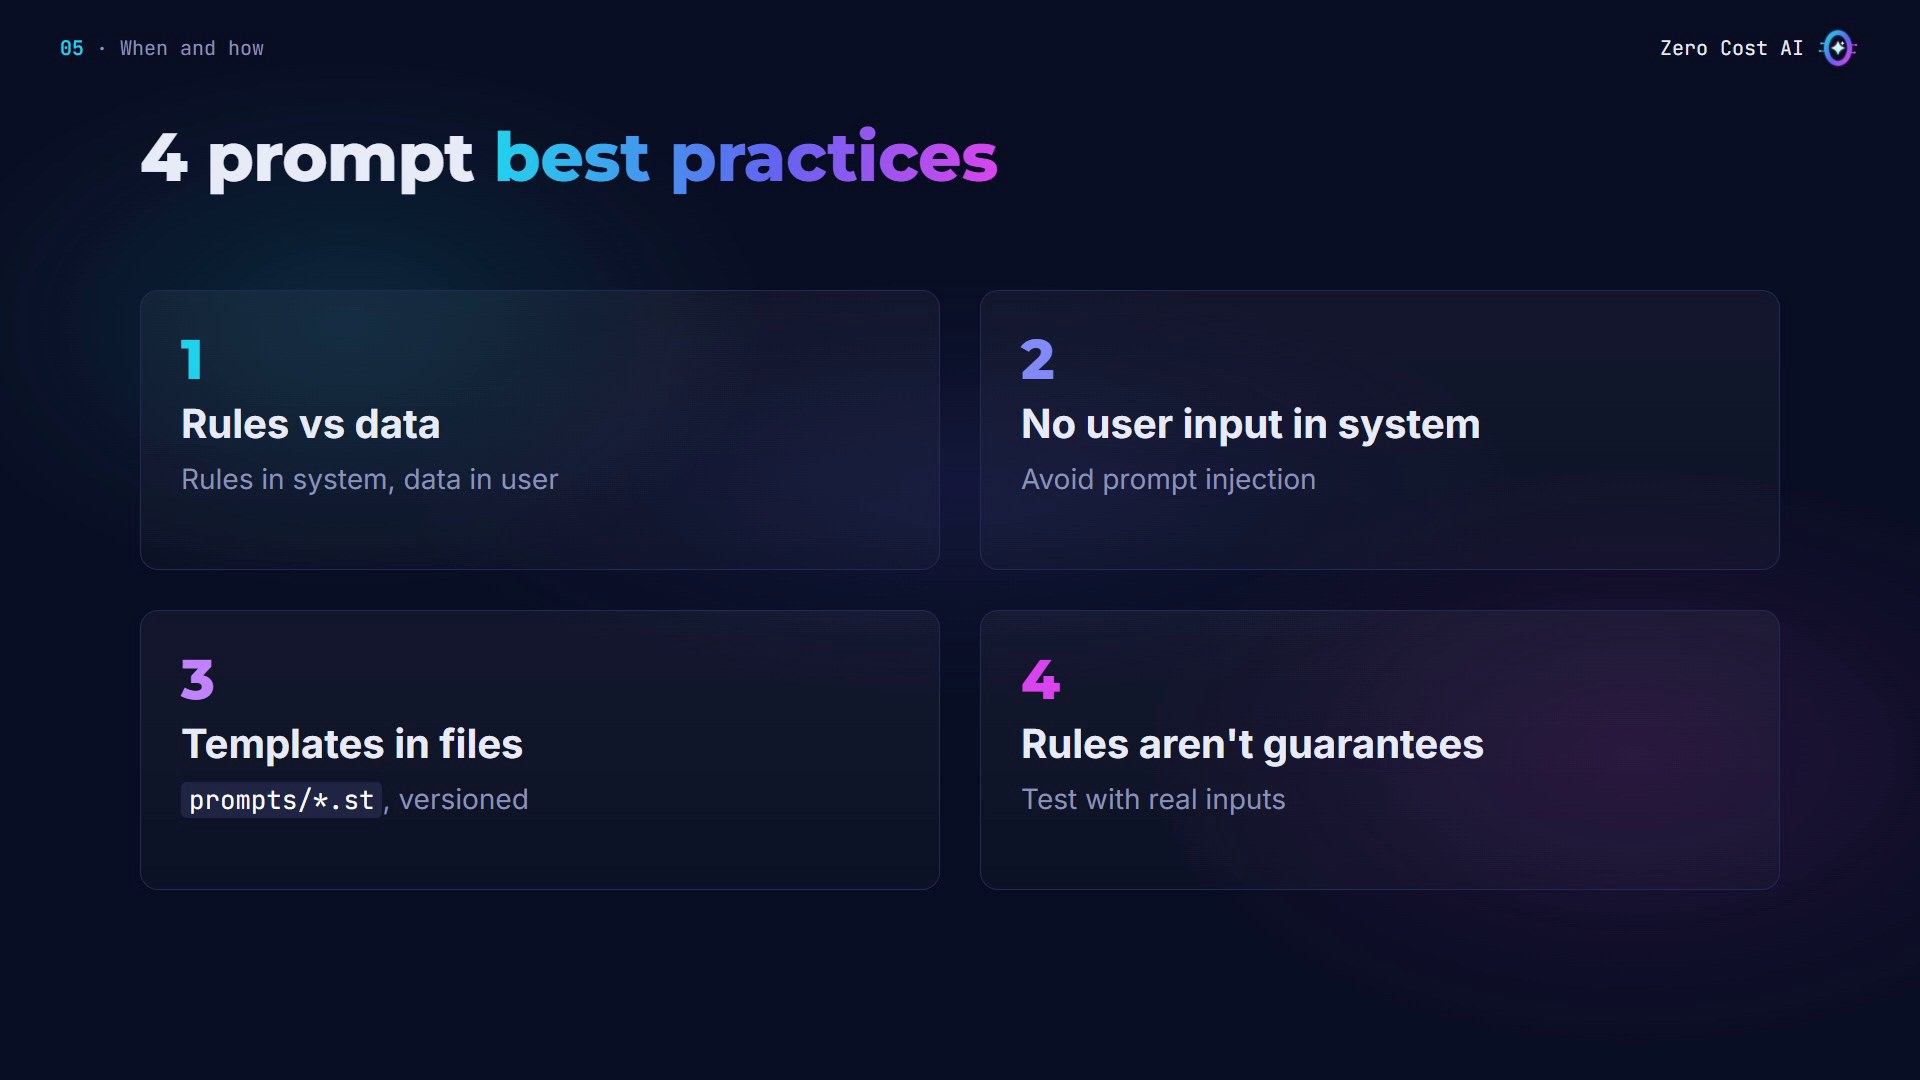 05 · When and how
Zero Cost AI
4 prompt best practices
1
Rules vs data
Rules in system, data in user
2
No user input in system
Avoid prompt injection
3
Templates in files
prompts/*.st, versioned
4
Rules aren't guarantees
Test with real inputs